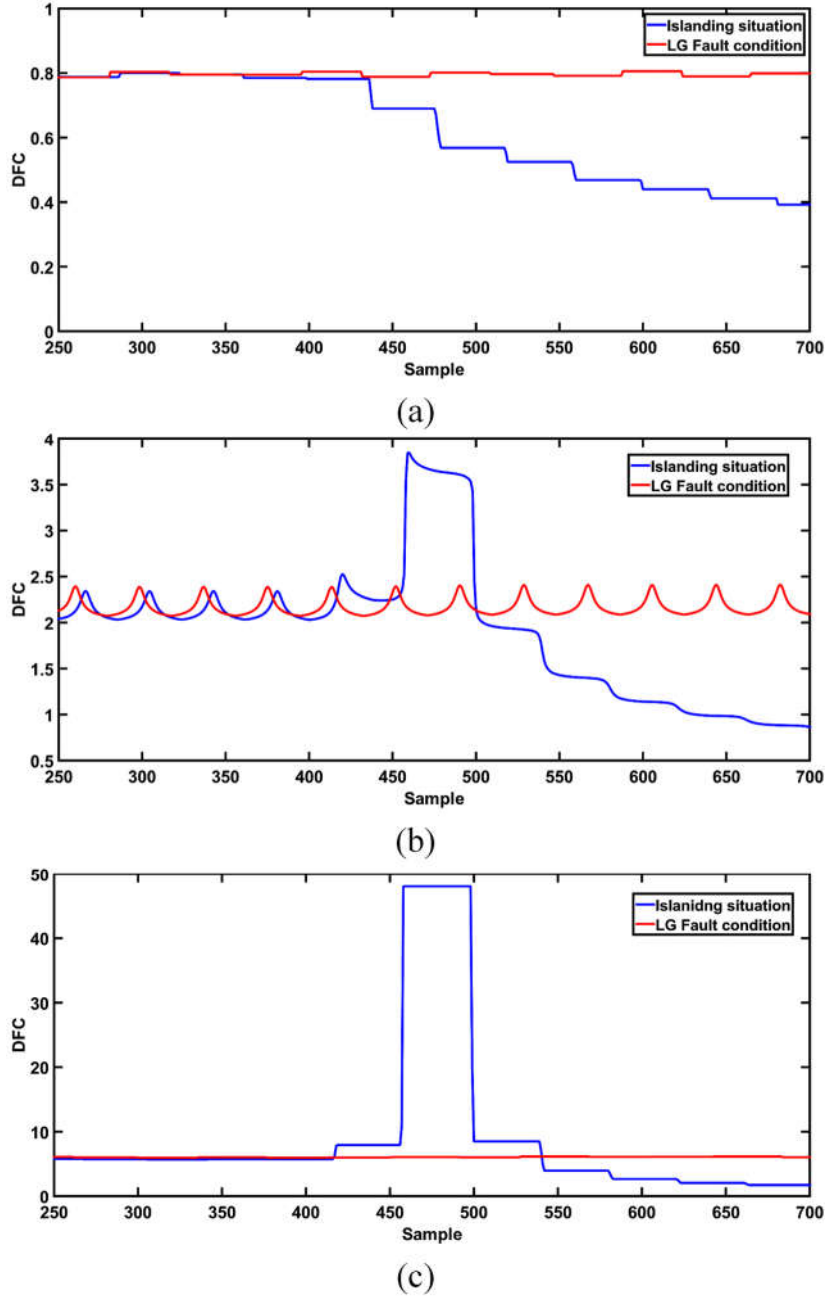 1
0.8
0.6
0.4
0.2
0
DFC
Islanding situation
LG Fault condition
250 300 350 400 450 500 550 600 650 700
Sample
(a)
4
3.5
3
2.5
2
1.5
1
0.5
DFC
Islanding situation
LG Fault condition
250 300 350 400 450 500 550 600 650 700
Sample
(b)
50
40
30
20
10
0
DFC
Islanidng situation
LG Fault condition
250 300 350 400 450 500 550 600 650 700
Sample
(c)